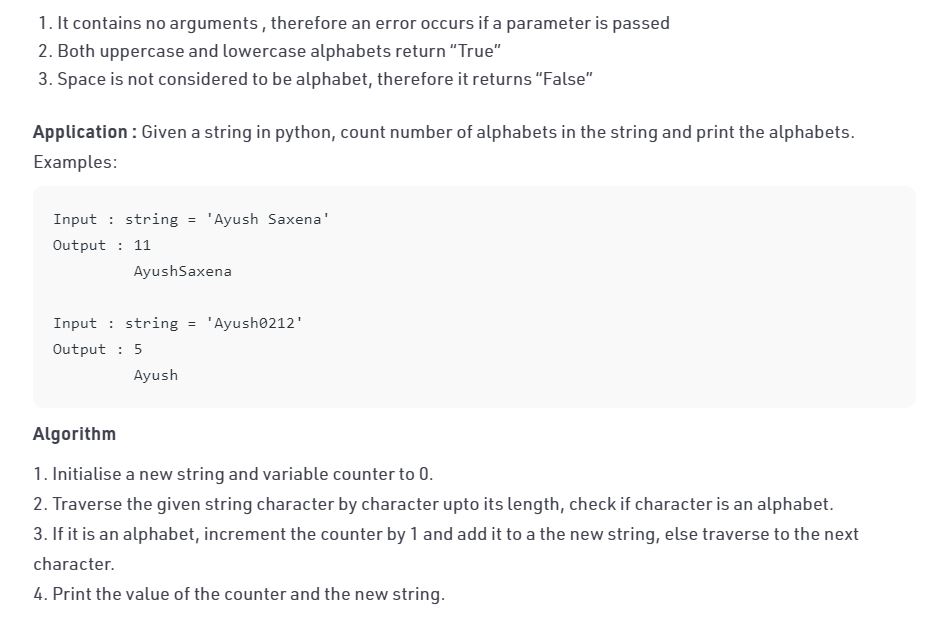 1. It contains no arguments , therefore an error occurs if a parameter is passed
2. Both uppercase and lowercase alphabets return “True”
3. Space is not considered to be alphabet, therefore it returns “False”
Application : Given a string in python, count number of alphabets in the string and print the alphabets.
Examples:
Input : string = 'Ayush Saxena'
Output : 11
AyushSaxena
Input : string = 'Ayush0212'
Output : 5
Ayush
Algorithm
1. Initialise a new string and variable counter to 0.
2. Traverse the given string character by character upto its length, check if character is an alphabet.
3. If it is an alphabet, increment the counter by 1 and add it to a the new string, else traverse to the next
character.
4. Print the value of the counter and the new string.